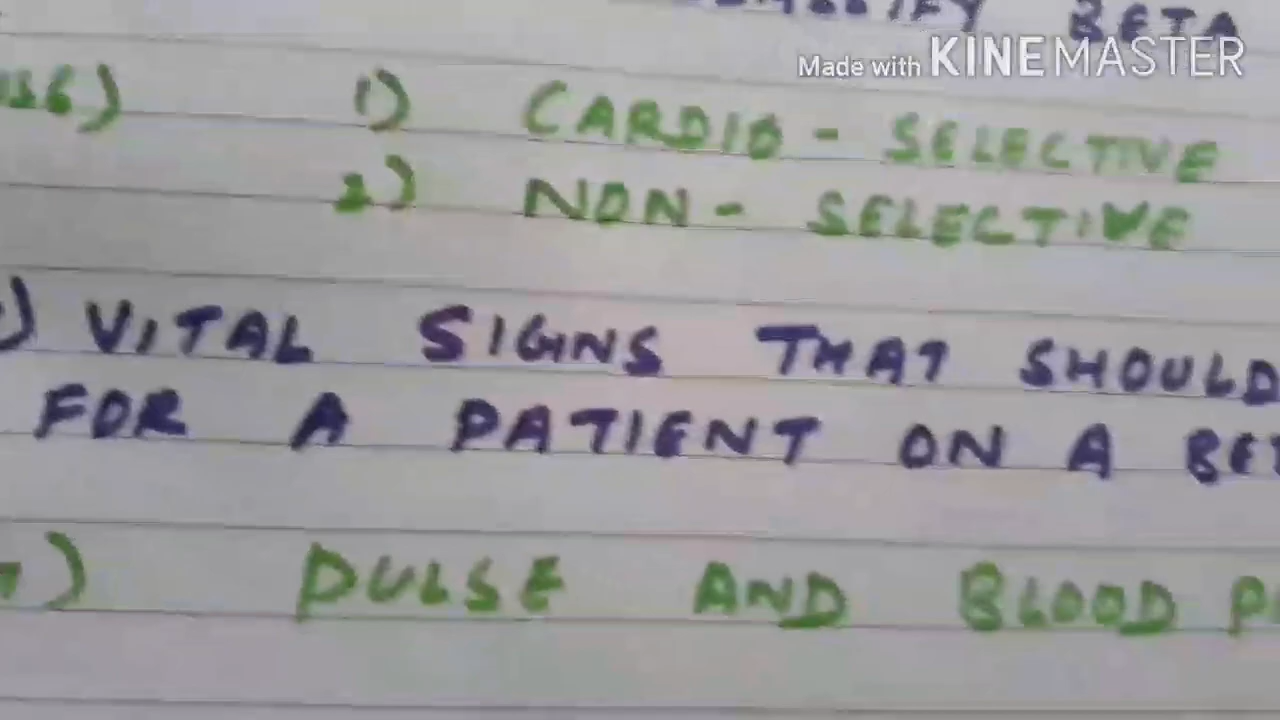 BETA
Made with KINEMASTER
1) CARDIO - SELECTIVE
2) NON - SELECTIVE
VITAL SIGNS THAT SHOULD
FOR A PATIENT ON A
PULSE AND BLOOD